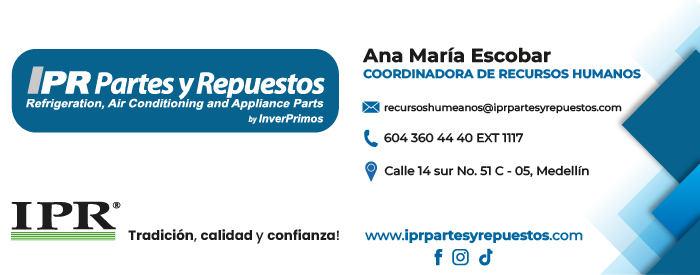 IPR Partes y Repuestos
Refrigeration, Air Conditioning and Appliance Parts
by InverPrimos
IPR®
Tradición, calidad y confianza!
Ana María Escobar
COORDINADORA DE RECURSOS HUMANOS
recursoshumeanos@iprpartesyrepuestos.com
604 360 44 40 EXT 1117
Calle 14 sur No. 51 C - 05, Medellín
www.iprpartesyrepuestos.com